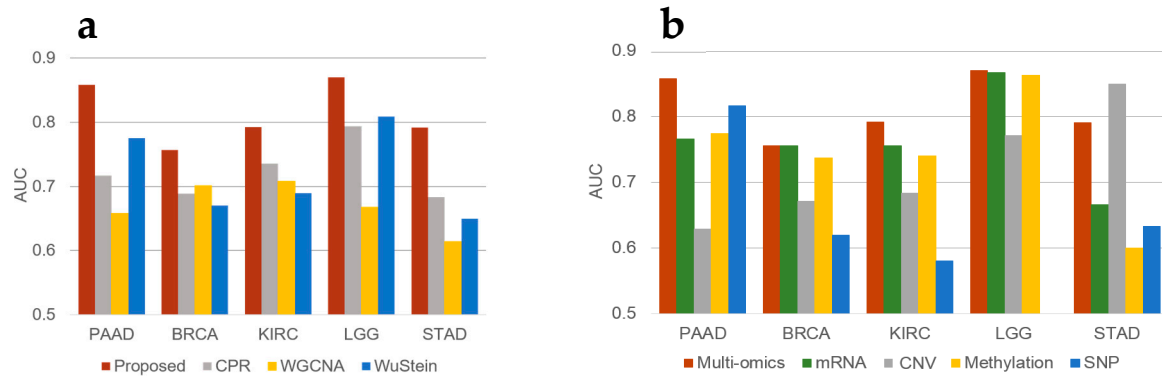 a
0.9
0.8
0.7
0.6
0.5
AUC
PAAD BRCA KIRC LGG STAD
Proposed CPR WGCNA WuStein
b
0.9
0.8
0.7
0.6
0.5
AUC
PAAD BRCA KIRC LGG STAD
Multi-omics mRNA CNV Methylation SNP